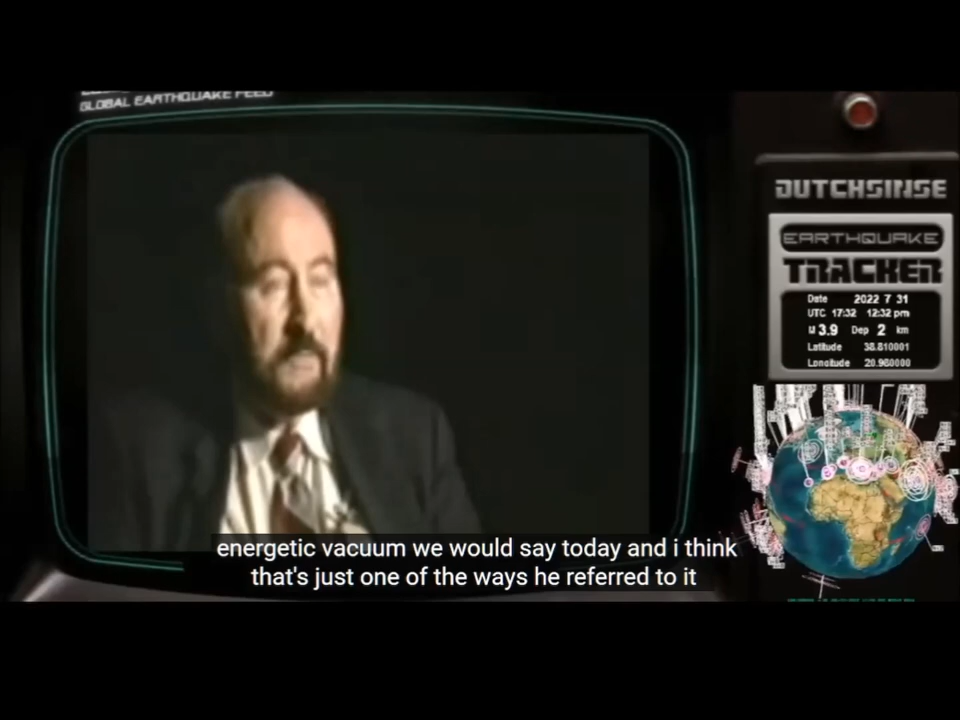 GLOBAL EARTHQUAKE FEED
DUTCHSINSE
EARTHQUAKE
TRACKER
Date 2022 7 31
UTC 17:32 12:32 pm
M 3.9 Dep 2 km
Latitude 38.810001
Longitude 20.980000
energetic vacuum we would say today and i think
that's just one of the ways he referred to it